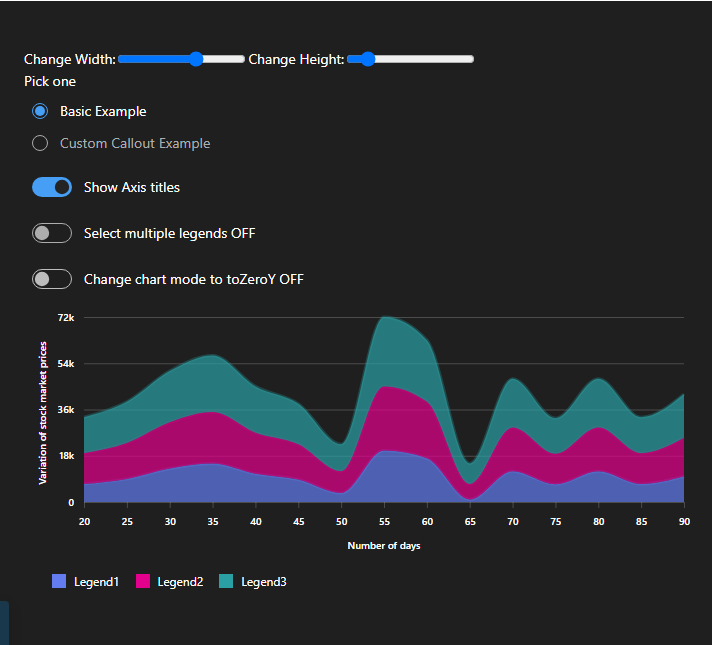 Change Width: Change Height:
Pick one
Basic Example
Custom Callout Example
Show Axis titles
Select multiple legends OFF
Change chart mode to toZeroY OFF
Variation of stock market prices
72k
54k
36k
18k
0
20 25 30 35 40 45 50 55 60 65 70 75 80 85 90
Number of days
Legend1 Legend2 Legend3